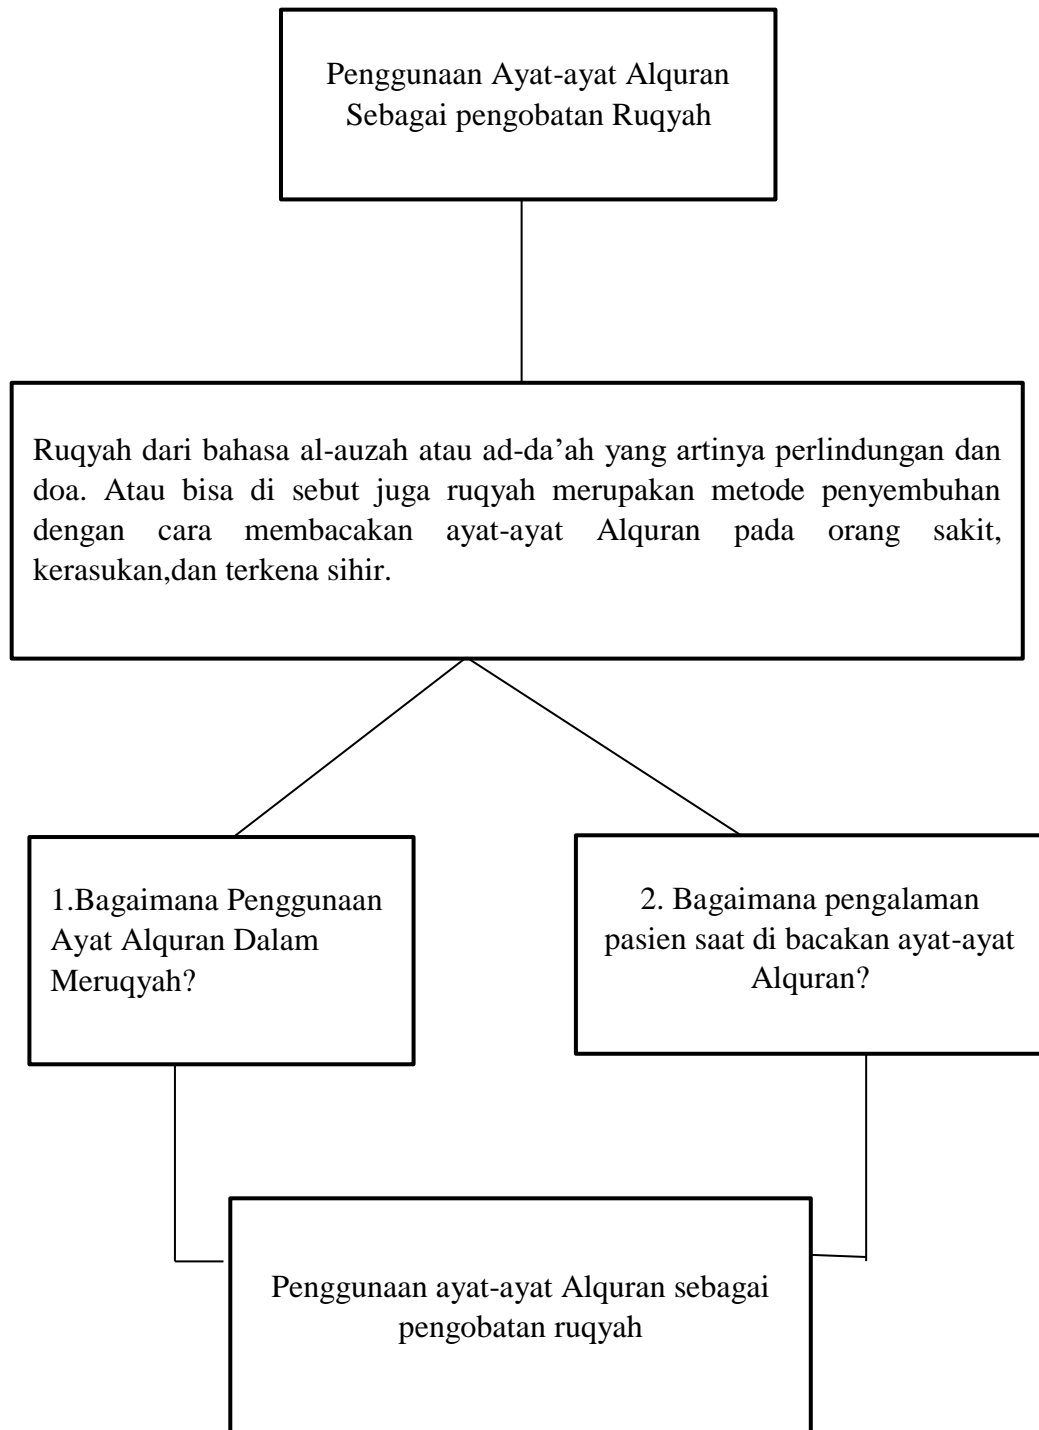 Penggunaan Ayat-ayat Alquran
Sebagai pengobatan Ruqyah
Ruqyah dari bahasa al-auzah atau ad-da’ah yang artinya perlindungan dan
doa. Atau bisa di sebut juga ruqyah merupakan metode penyembuhan
dengan cara membacakan ayat-ayat Alquran pada orang sakit,
kerasukan,dan terkena sihir.
1.Bagaimana Penggunaan
Ayat Alquran Dalam
Meruqyah?
2. Bagaimana pengalaman
pasien saat di bacakan ayat-ayat
Alquran?
Penggunaan ayat-ayat Alquran sebagai
pengobatan ruqyah